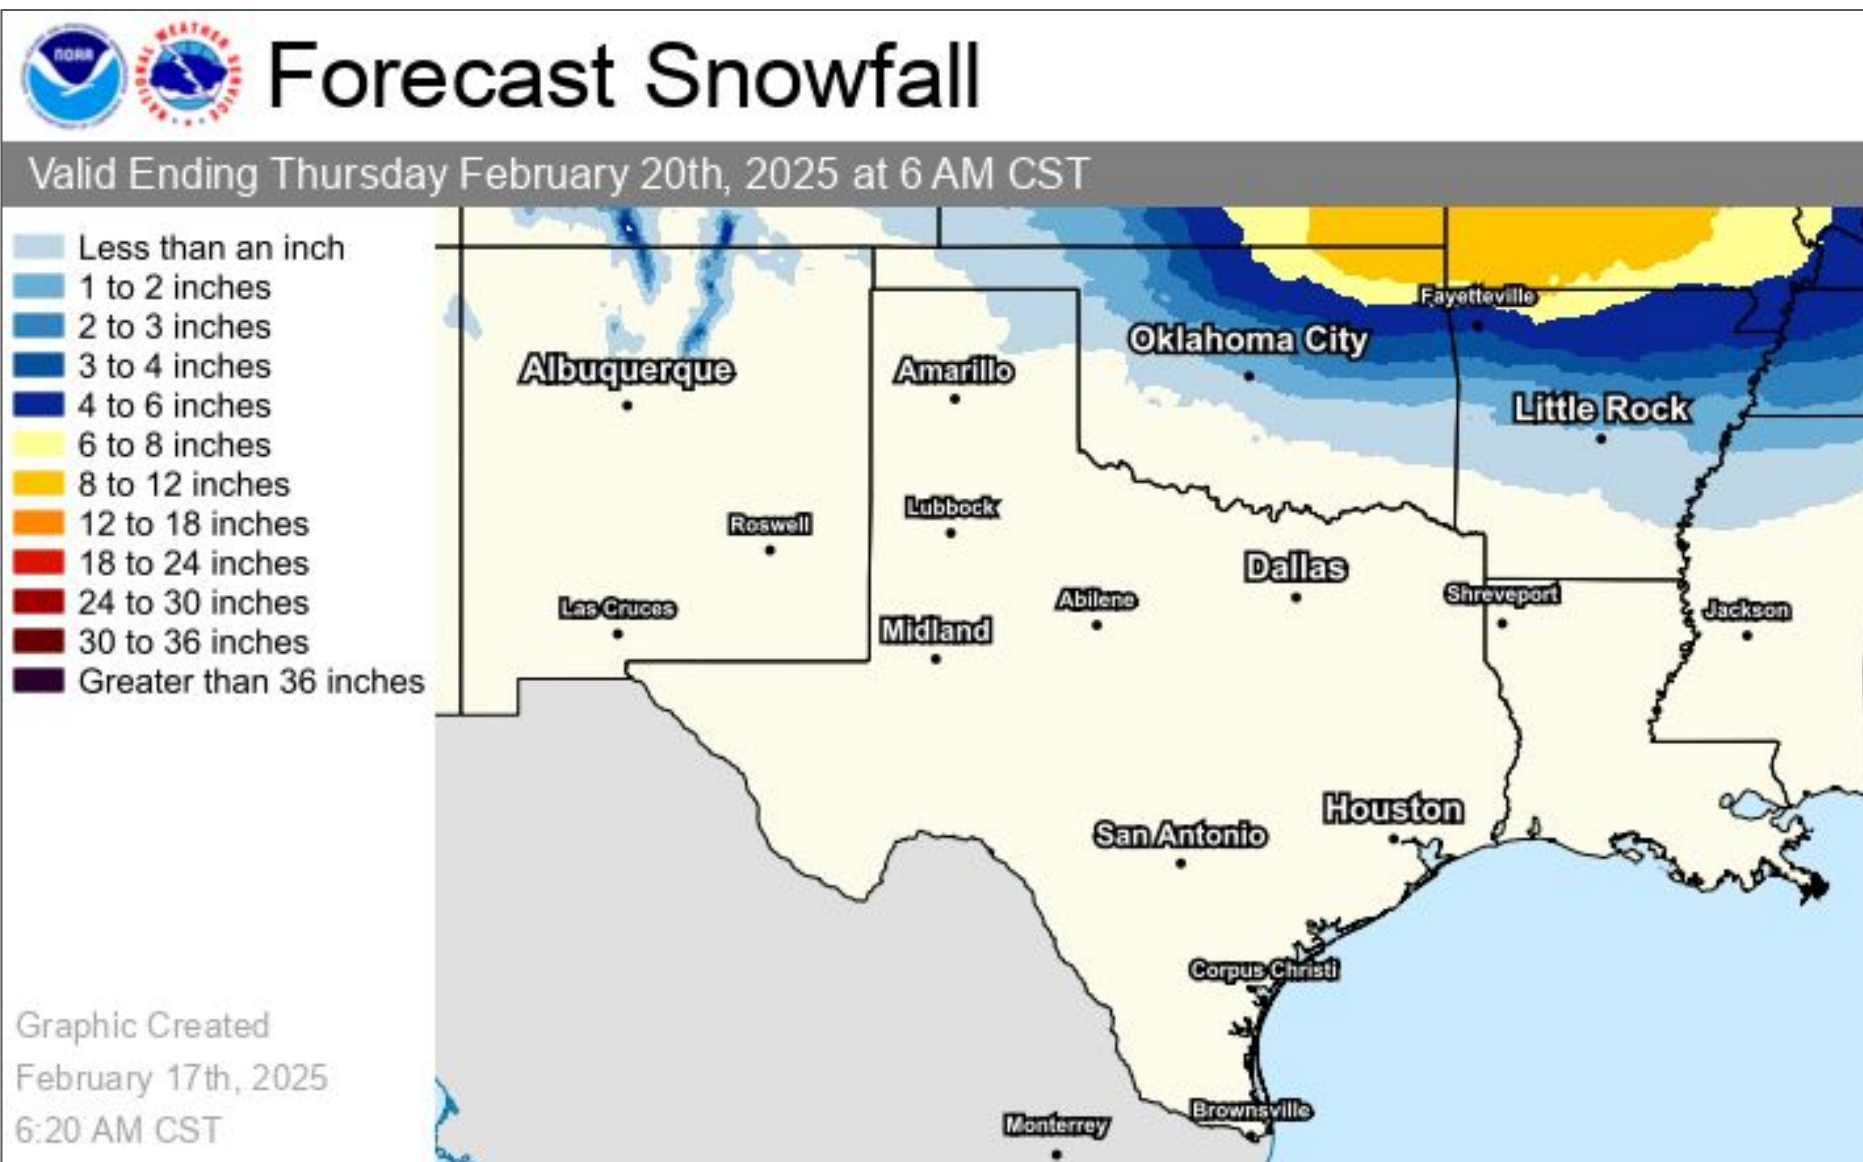 NOAA
NATIONAL WEATHER SERVICE
Forecast Snowfall
Valid Ending Thursday February 20th, 2025 at 6 AM CST
Less than an inch
1 to 2 inches
2 to 3 inches
3 to 4 inches
4 to 6 inches
6 to 8 inches
8 to 12 inches
12 to 18 inches
18 to 24 inches
24 to 30 inches
30 to 36 inches
Greater than 36 inches
Fayetteville
Oklahoma City
Albuquerque
Amarillo
Little Rock
Roswell
Lubbock
Dallas
Las Cruces
Abilene
Shreveport
Jackson
Midland
San Antonio
Houston
Corpus Christi
Brownsville
Monterrey
Graphic Created
February 17th, 2025
6:20 AM CST